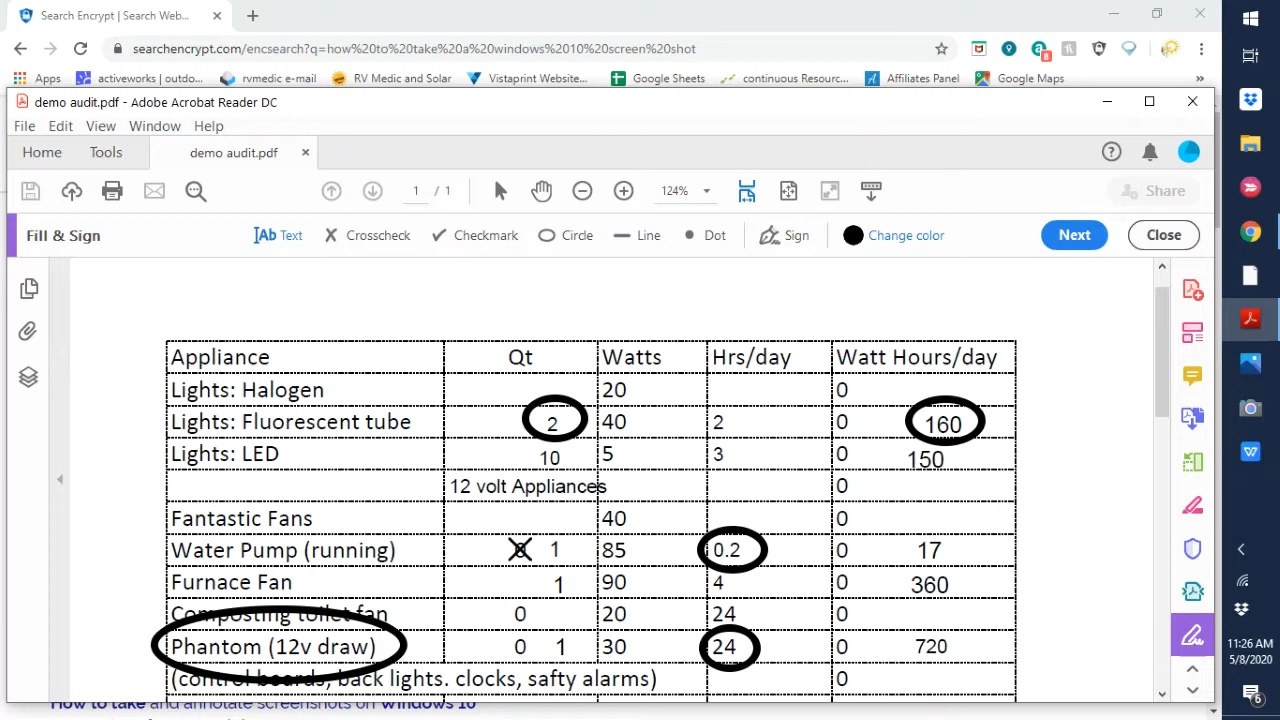 Search Encrypt | Search Web...
searchencrypt.com/encsearch?q=how%20to%20take%20a%20windows%2010%20screen%20shot
8
Apps activeworks | outdo... rvmedic e-mail RV Medic and Solar Vistaprint Website... Google Sheets continuous Resourc... Affiliates Panel Google Maps »
demo audit.pdf - Adobe Acrobat Reader DC
File Edit View Window Help
Home Tools demo audit.pdf ×
1 / 1 124% Share
Fill & Sign Ab Text Crosscheck Checkmark Circle Line Dot Sign Change color Next Close
Appliance Qt Watts Hrs/day Watt Hours/day
Lights: Halogen 20 0
Lights: Fluorescent tube 2 40 2 0 160
Lights: LED 10 5 3 0 150
12 volt Appliances 0
Fantastic Fans 40 0
Water Pump (running) 0 1 85 0.2 0 17
Furnace Fan 1 90 4 0 360
Composting toilet fan 0 20 24 0
Phantom (12v draw) 0 1 30 24 0 720
(control boards, back lights. clocks, safty alarms) 0
How to take and annotate screenshots on Windows 10
11:26 AM
5/8/2020
6